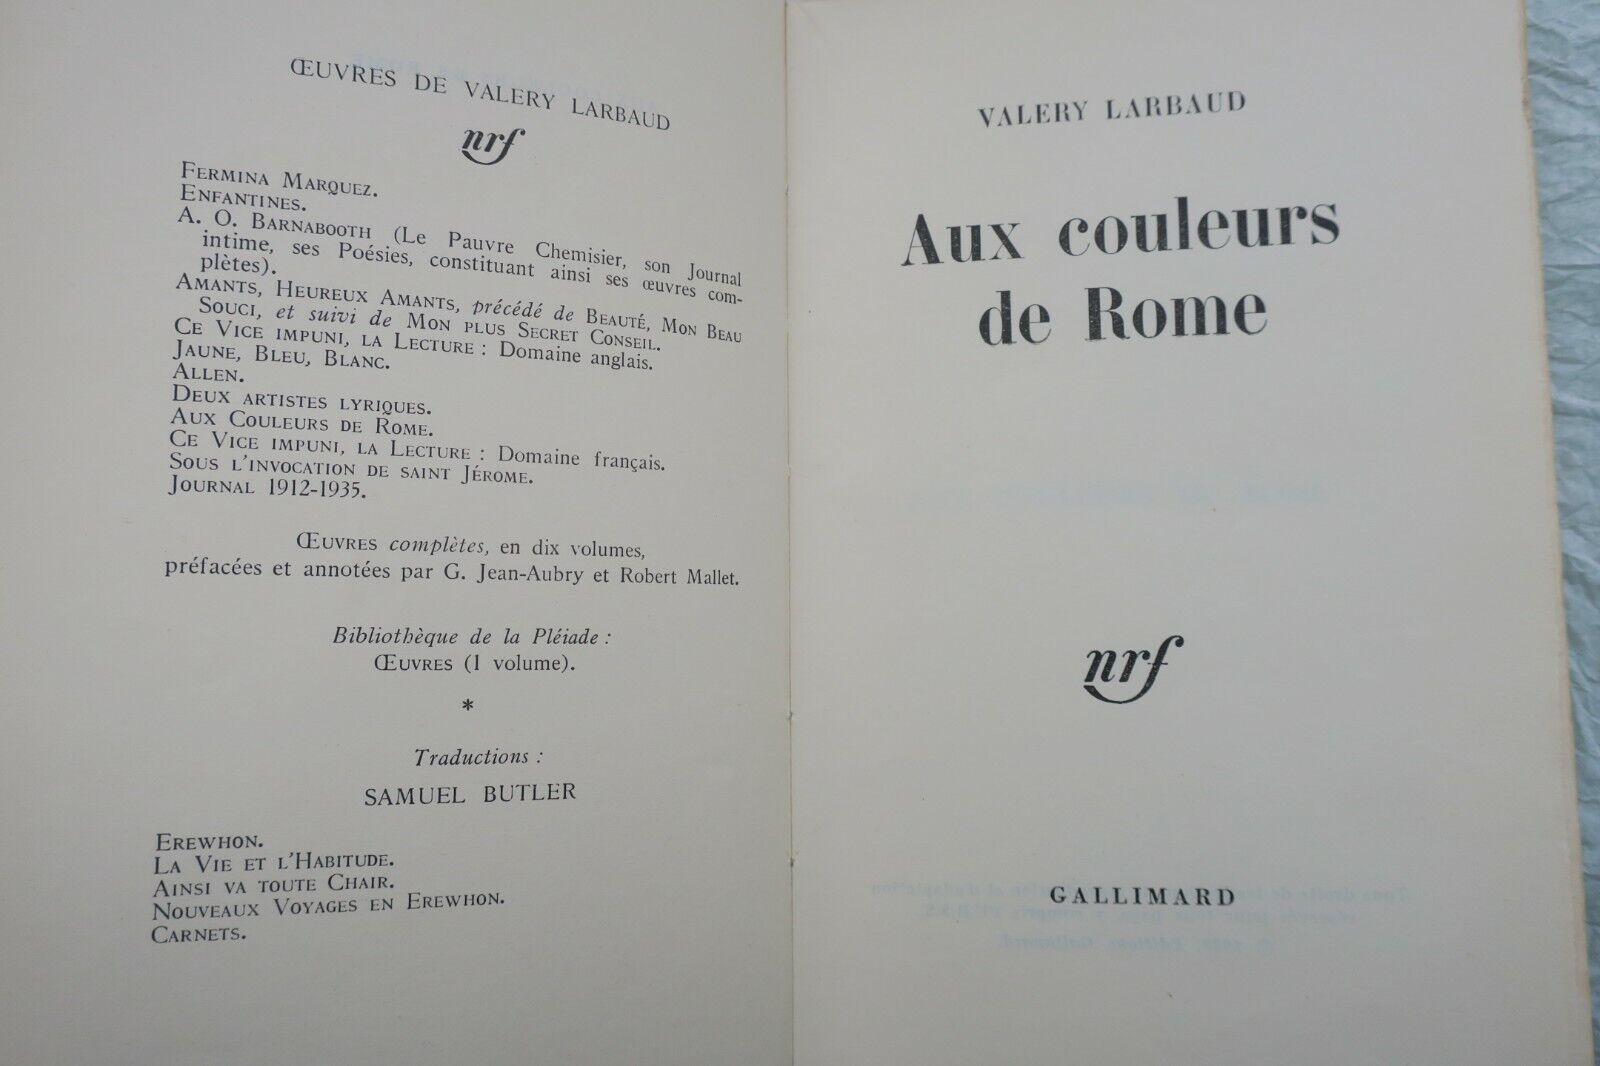 ŒUVRES DE VALERY LARBAUD
nrf
FERMINA MARQUEZ.
ENFANTINES.
A. O. BARNABOOTH (Le Pauvre Chemisier, son Journal
intime, ses Poésies, constituant ainsi ses œuvres com-
plètes).
AMANTS, HEUREUX AMANTS, précédé de BEAUTÉ, MON BEAU
SOUCI, et suivi de MON PLUS SECRET CONSEIL.
CE VICE IMPUNI, LA LECTURE : Domaine anglais.
JAUNE, BLEU, BLANC.
ALLEN.
DEUX ARTISTES LYRIQUES.
AUX COULEURS DE ROME.
CE VICE IMPUNI, LA LECTURE : Domaine français.
SOUS L'INVOCATION DE SAINT JÉROME.
JOURNAL 1912-1935.
ŒUVRES complètes, en dix volumes,
préfacées et annotées par G. Jean-Aubry et Robert Mallet.
Bibliothèque de la Pléiade :
ŒUVRES (1 volume).
*
Traductions :
SAMUEL BUTLER
EREWHON.
LA VIE ET L'HABITUDE.
AINSI VA TOUTE CHAIR.
NOUVEAUX VOYAGES EN EREWHON.
CARNETS.
VALERY LARBAUD
Aux couleurs
de Rome
nrf
GALLIMARD